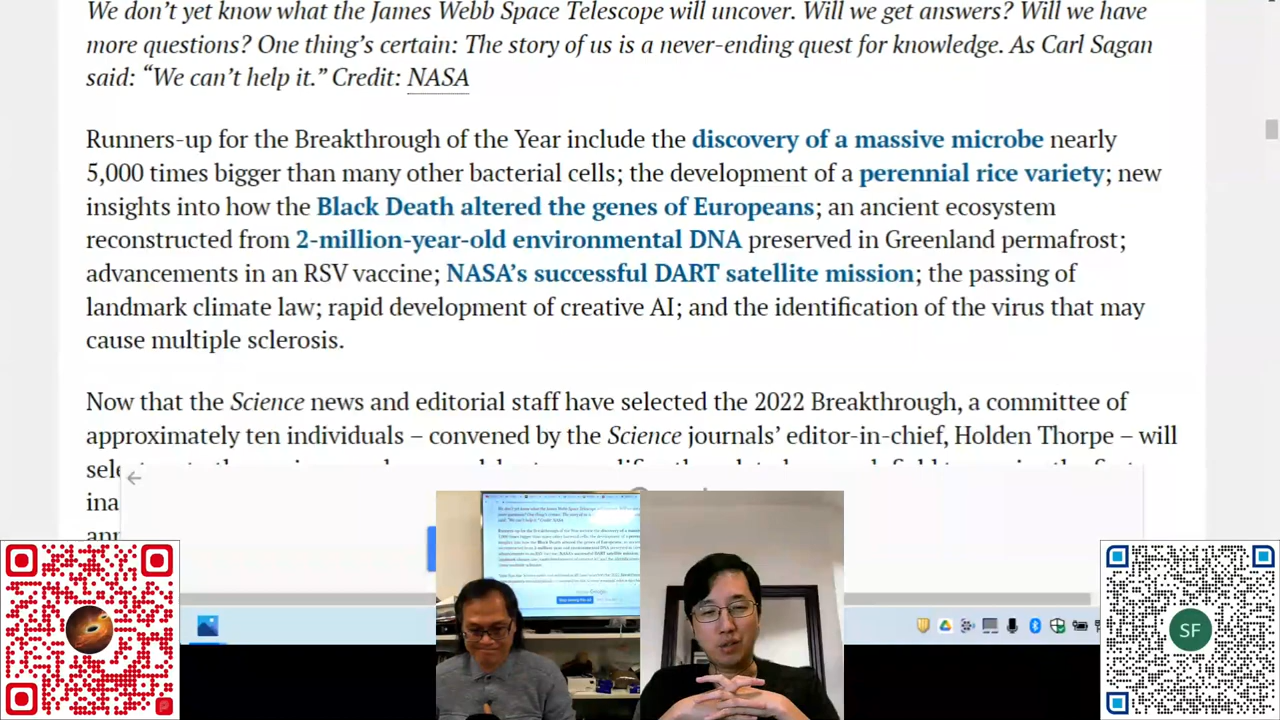 We don't yet know what the James Webb Space Telescope will uncover. Will we get answers? Will we have
more questions? One thing's certain: The story of us is a never-ending quest for knowledge. As Carl Sagan
said: “We can't help it.” Credit: NASA
Runners-up for the Breakthrough of the Year include the discovery of a massive microbe nearly
5,000 times bigger than many other bacterial cells; the development of a perennial rice variety; new
insights into how the Black Death altered the genes of Europeans; an ancient ecosystem
reconstructed from 2-million-year-old environmental DNA preserved in Greenland permafrost;
advancements in an RSV vaccine; NASA's successful DART satellite mission; the passing of
landmark climate law; rapid development of creative AI; and the identification of the virus that may
cause multiple sclerosis.
Now that the Science news and editorial staff have selected the 2022 Breakthrough, a committee of
approximately ten individuals – convened by the Science journals' editor-in-chief, Holden Thorpe – will
SF